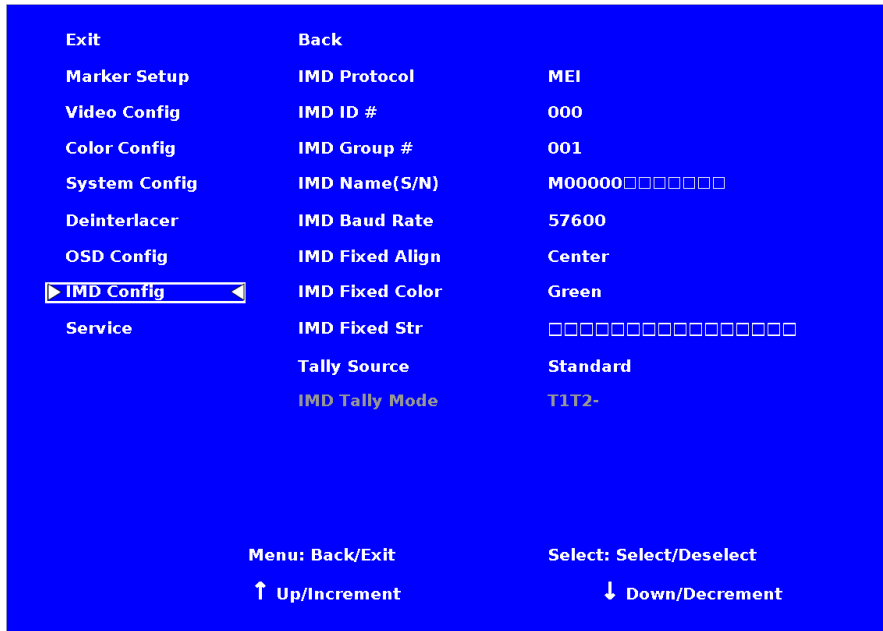 Exit Back
Marker Setup IMD Protocol MEI
Video Config IMD ID # 000
Color Config IMD Group # 001
System Config IMD Name(S/N) M00000□□□□□□□
Deinterlacer IMD Baud Rate 57600
OSD Config IMD Fixed Align Center
▶IMD Config◀ IMD Fixed Color Green
Service IMD Fixed Str □□□□□□□□□□□□□□□□
Tally Source Standard
IMD Tally Mode T1T2-
Menu: Back/Exit Select: Select/Deselect
↑ Up/Increment ↓ Down/Decrement